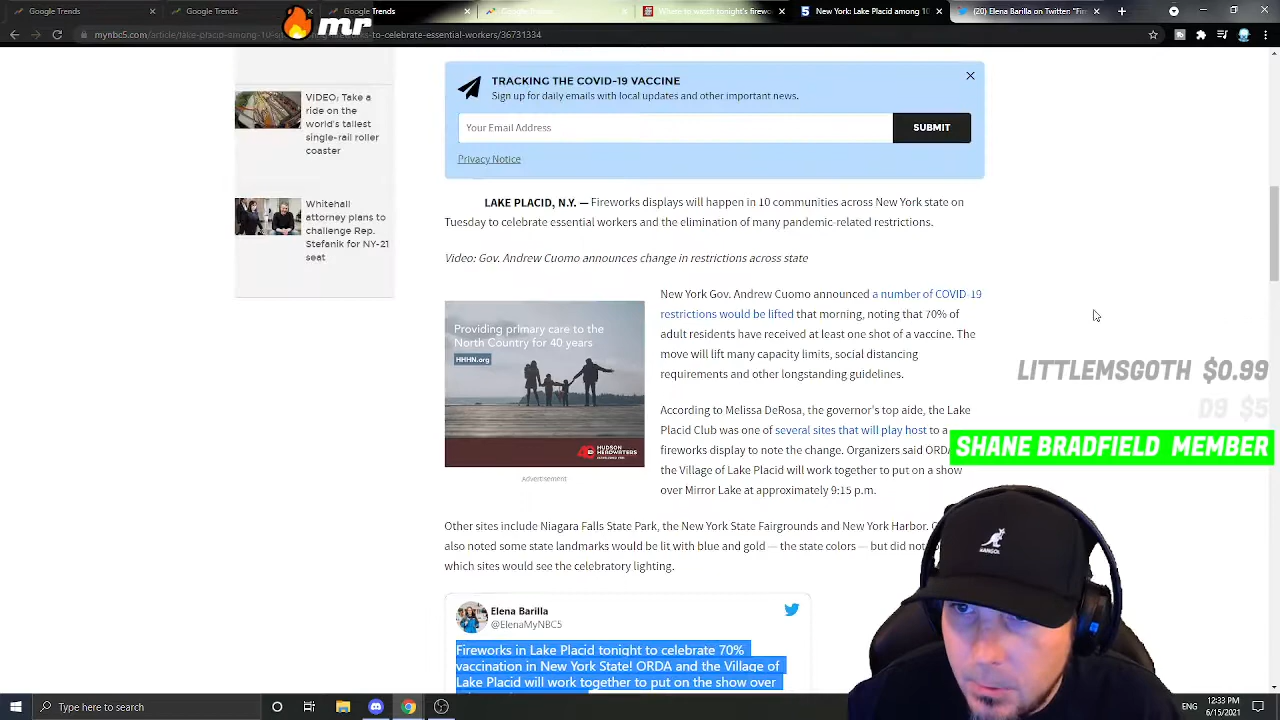 Google Trends
Google Trends
Google Trends
Google Trends
Where to watch tonight's firew
New Lake Placid among 10
(20) Elena Barilla on Twitter:
mr
mynbc5.com/article/lake-placid-among-10-s
-to-celebrate-essential-workers/36731334
TRACKING THE COVID-19 VACCINE
Sign up for daily emails with local updates and other important news.
Your Email Address
SUBMIT
Privacy Notice
VIDEO: Take a
ride on the
world's tallest
single-rail roller
coaster
Whitehall
attorney plans to
challenge Rep.
Stefanik for NY-21
seat
LAKE PLACID, N.Y. — Fireworks displays will happen in 10 communities across New York state on
Tuesday to celebrate essential workers and the elimination of many pandemic-related restrictions.
Video: Gov. Andrew Cuomo announces change in restrictions across state
Providing primary care to the
North Country for 40 years
HHHN.org
HUDSON
HEADWATERS
Advertisement
New York Gov. Andrew Cuomo announced a number of COVID-19
restrictions would be lifted that morning, noting that 70% of
adult residents have received at least one shot of a vaccine. The
move will lift many capacity limits, social distancing
requirements and other longstanding guidelines.
According to Melissa DeRosa, the governor's top aide, the Lake
Placid Club was one of several sites that will play host to a
fireworks display to note the change. Organizers said ORDA
the Village of Lake Placid will work together to put on a show
over Mirror Lake at approximately 9:15 p.m.
Other sites include Niagara Falls State Park, the New York State Fairgrounds and New York Harbor.
also noted some state landmarks would be lit with blue and gold — the state colors — but did not
which sites would see the celebratory lighting.
Elena Barilla
@ElenaMyNBC5
Fireworks in Lake Placid tonight to celebrate 70%
vaccination in New York State! ORDA and the Village of
Lake Placid will work together to put on the show over
LITTLEMSGOTH $0.99
D9 $5
SHANE BRADFIELD MEMBER
KANGOL
Type here to search
12:33 PM
6/15/2021